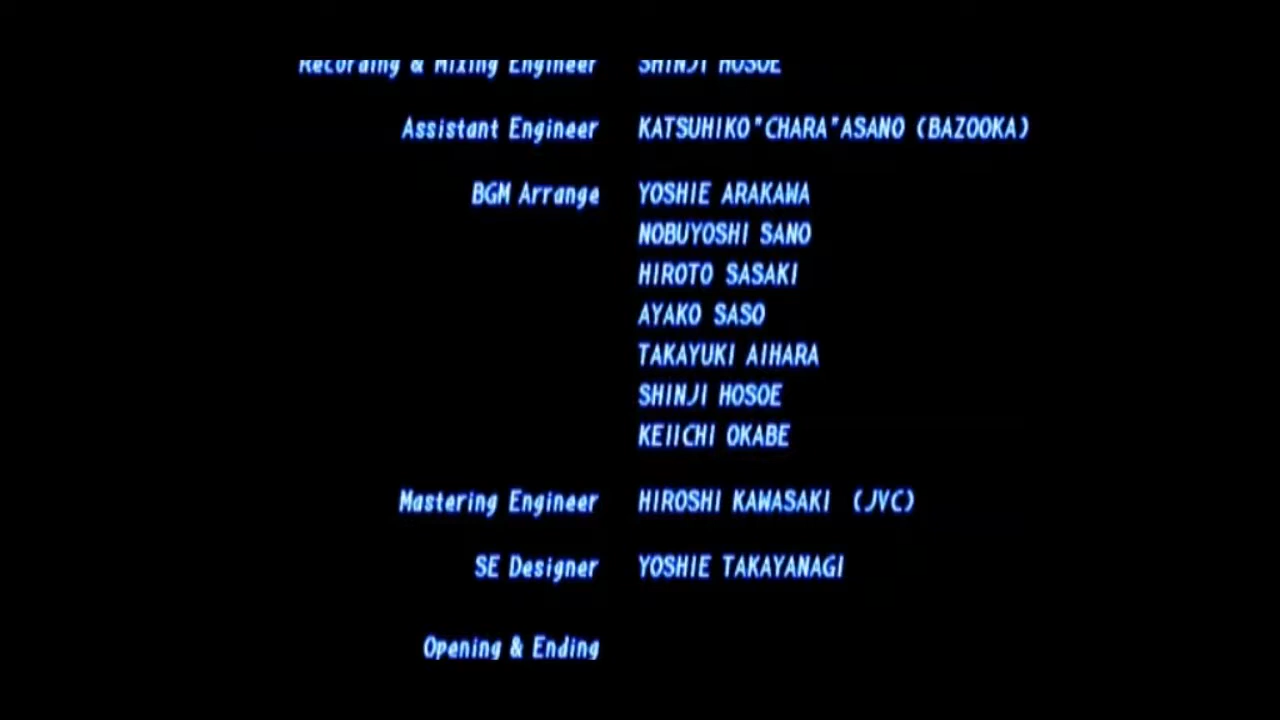 Recording & Mixing Engineer SHINJI HOSOE
Assistant Engineer KATSUHIKO"CHARA"ASANO (BAZOOKA)
BGM Arrange YOSHIE ARAKAWA
NOBUYOSHI SANO
HIROTO SASAKI
AYAKO SASO
TAKAYUKI AIHARA
SHINJI HOSOE
KEIICHI OKABE
Mastering Engineer HIROSHI KAWASAKI (JVC)
SE Designer YOSHIE TAKAYANAGI
Opening & Ending